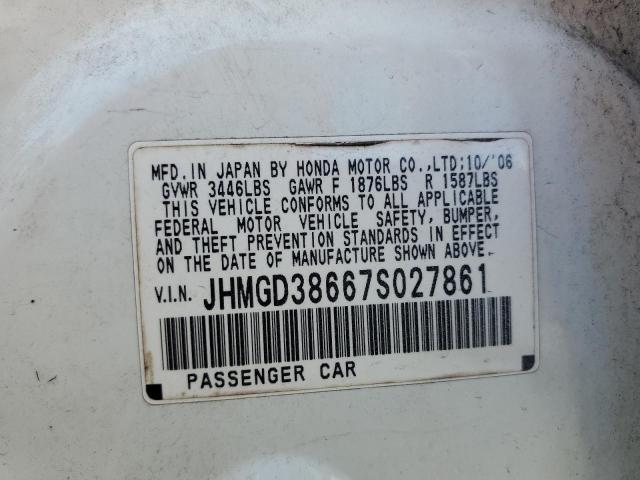 MFD. IN JAPAN BY HONDA MOTOR CO.,LTD;10/'06
GVWR 3446LBS GAWR F 1876LBS R 1587LBS
THIS VEHICLE CONFORMS TO ALL APPLICABLE
FEDERAL MOTOR VEHICLE SAFETY, BUMPER,
AND THEFT PREVENTION STANDARDS IN EFFECT
ON THE DATE OF MANUFACTURE SHOWN ABOVE.
V.I.N. JHMGD38667S027861
PASSENGER CAR